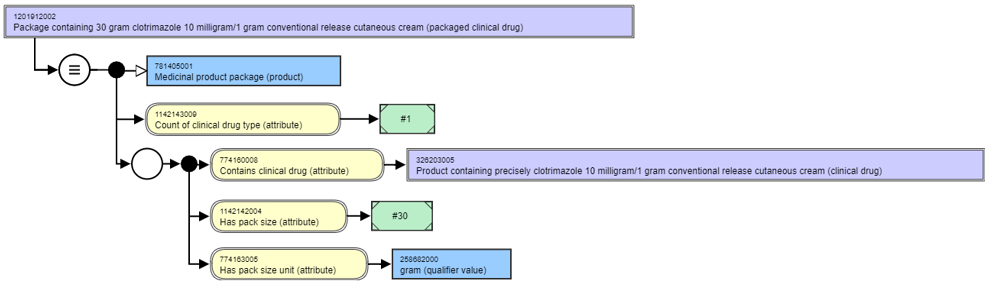 1201912002
Package containing 30 gram clotrimazole 10 milligram/1 gram conventional release cutaneous cream (packaged clinical drug)
781405001
Medicinal product package (product)
1142143009
Count of clinical drug type (attribute)
#1
774160008
Contains clinical drug (attribute)
326203005
Product containing precisely clotrimazole 10 milligram/1 gram conventional release cutaneous cream (clinical drug)
1142142004
Has pack size (attribute)
#30
774163005
Has pack size unit (attribute)
258682000
gram (qualifier value)